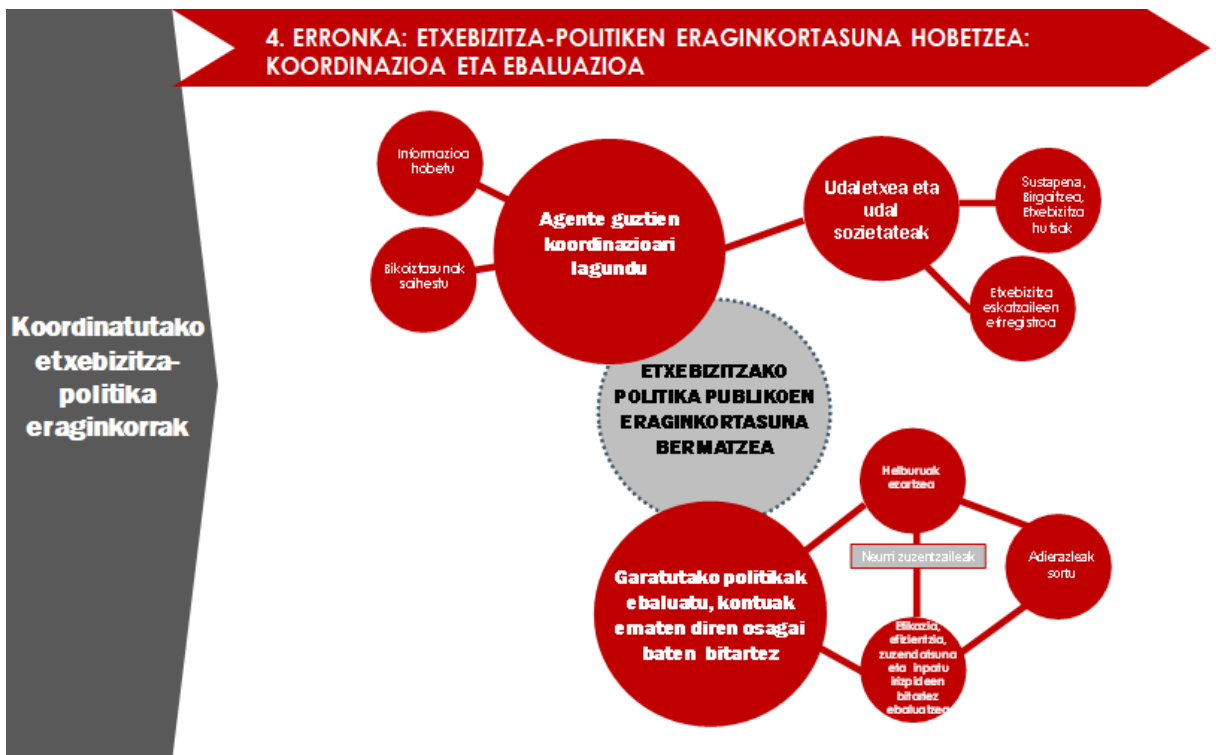 4. ERRONKA: ETXEBIZITZA-POLITIKEN ERAGINKORTASUNA HOBETZEA:
KOORDINAZIOA ETA EBALUAZIOA
Koordinatutako
etxebizitza-
politika
eraginkorrak
Informazioa
hobetu
Bikoiztasunak
saihestu
Agente guztien
koordinazioari
lagundu
Udaletxea eta
udal
sozietateak
Sustapena,
Birgaitzea,
Etxebizitza
hutsak
Etxebizitza
eskatzaileen
erregistroa
ETXEBIZITZAKO
POLITIKA PUBLIKOEN
ERAGINKORTASUNA
BERMATZEA
Garatutako politikak
ebaluatu, kontuak
ematen diren osagai
baten bitartez
Helburuak
ezartzea
Neurri zuzentzaileak
Adierazleak
sortu
Efikazia,
efizientzia,
zuzendatsuna
eta inpatu
irizpideen
bitartez
ebaluatzea